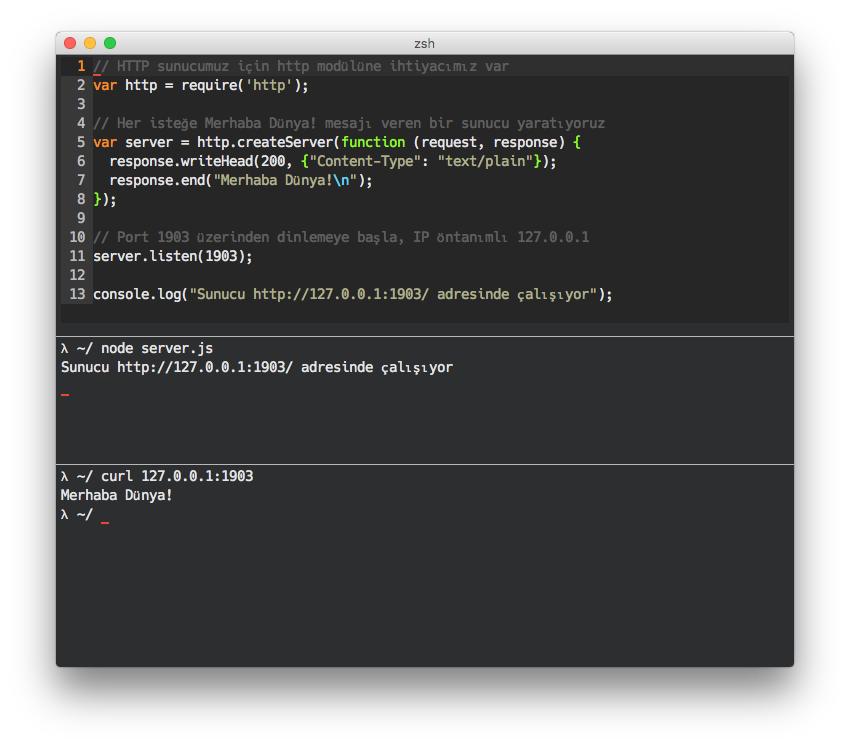 zsh
1 // HTTP sunucumuz için http modülüne ihtiyacımız var
2 var http = require('http');
3
4 // Her isteğe Merhaba Dünya! mesajı veren bir sunucu yaratıyoruz
5 var server = http.createServer(function (request, response) {
6   response.writeHead(200, {"Content-Type": "text/plain"});
7   response.end("Merhaba Dünya!\n");
8 });
9
10 // Port 1903 üzerinden dinlemeye başla, IP öntanımlı 127.0.0.1
11 server.listen(1903);
12
13 console.log("Sunucu http://127.0.0.1:1903/ adresinde çalışıyor");
λ ~/ node server.js
Sunucu http://127.0.0.1:1903/ adresinde çalışıyor
λ ~/ curl 127.0.0.1:1903
Merhaba Dünya!
λ ~/